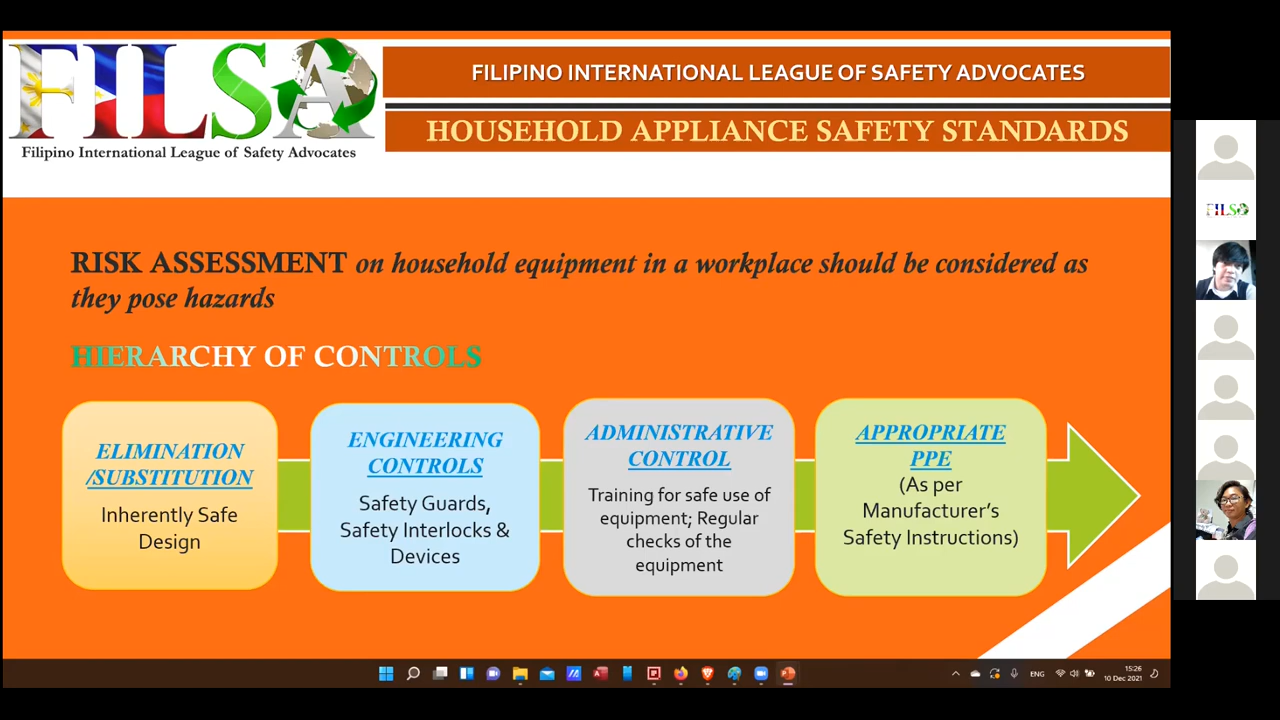 FILSA
Filipino International League of Safety Advocates
FILIPINO INTERNATIONAL LEAGUE OF SAFETY ADVOCATES
HOUSEHOLD APPLIANCE SAFETY STANDARDS
RISK ASSESSMENT on household equipment in a workplace should be considered as
they pose hazards
HIERARCHY OF CONTROLS
ELIMINATION
/SUBSTITUTION
Inherently Safe
Design
ENGINEERING
CONTROLS
Safety Guards,
Safety Interlocks &
Devices
ADMINISTRATIVE
CONTROL
Training for safe use of
equipment; Regular
checks of the
equipment
APPROPRIATE
PPE
(As per
Manufacturer's
Safety Instructions)
FILSA
ENG
15:26
10 Dec 2021